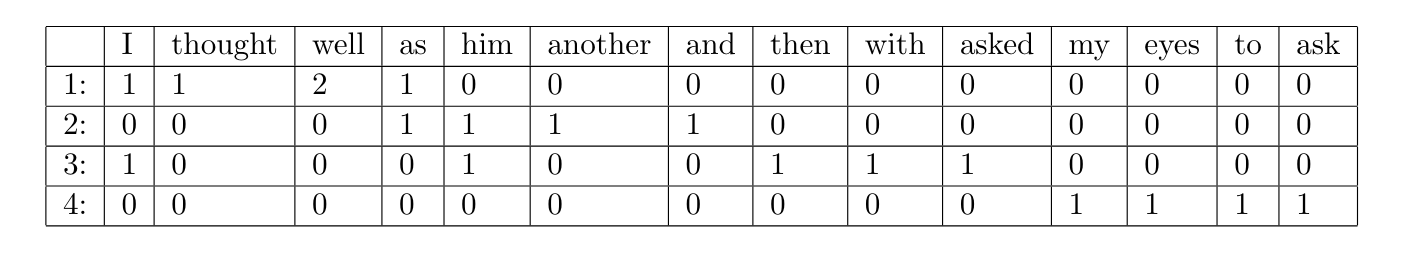 I thought well as him another and then with asked my eyes to ask
1: 1 1 2 1 0 0 0 0 0 0 0 0 0 0
2: 0 0 0 1 1 1 1 0 0 0 0 0 0 0
3: 1 0 0 0 1 0 0 1 1 1 0 0 0 0
4: 0 0 0 0 0 0 0 0 0 0 1 1 1 1